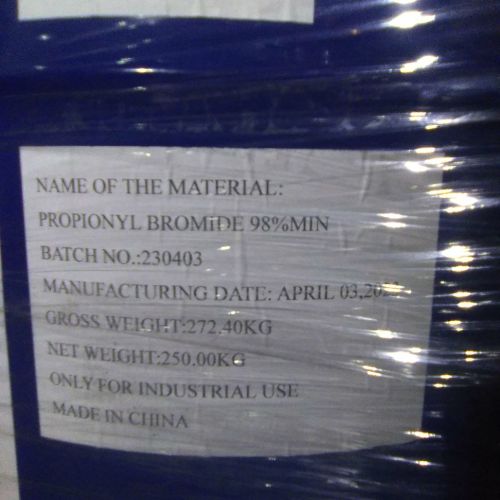 NAME OF THE MATERIAL:
PROPIONYL BROMIDE 98%MIN
BATCH NO.:230403
MANUFACTURING DATE: APRIL 03,2023
GROSS WEIGHT:272.40KG
NET WEIGHT:250.00KG
ONLY FOR INDUSTRIAL USE
MADE IN CHINA